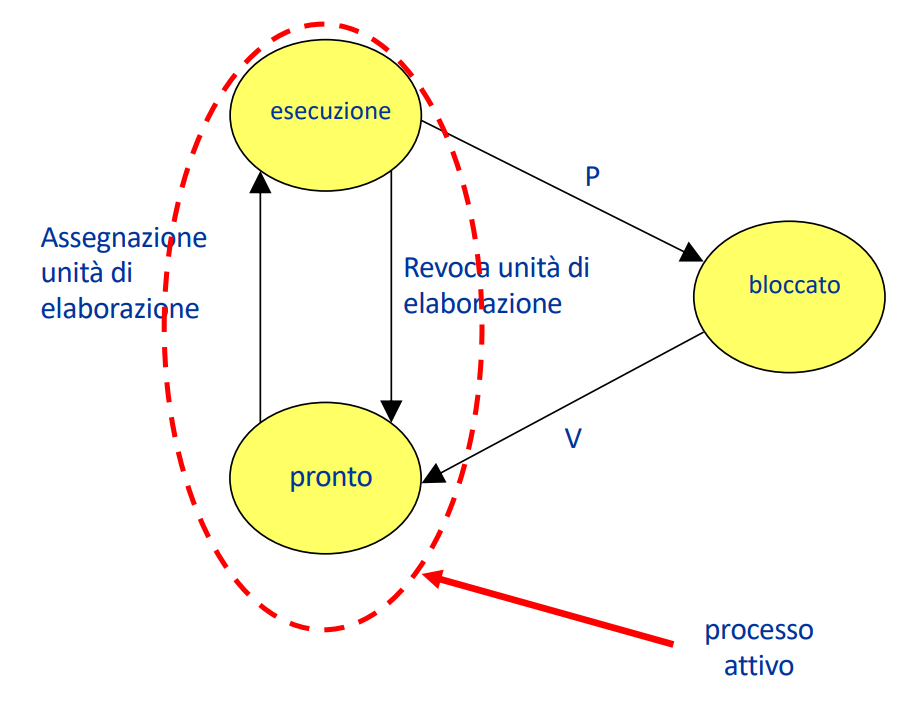 esecuzione
P
Assegnazione
unità di
elaborazione
Revoca unità di
elaborazione
bloccato
V
pronto
processo
attivo